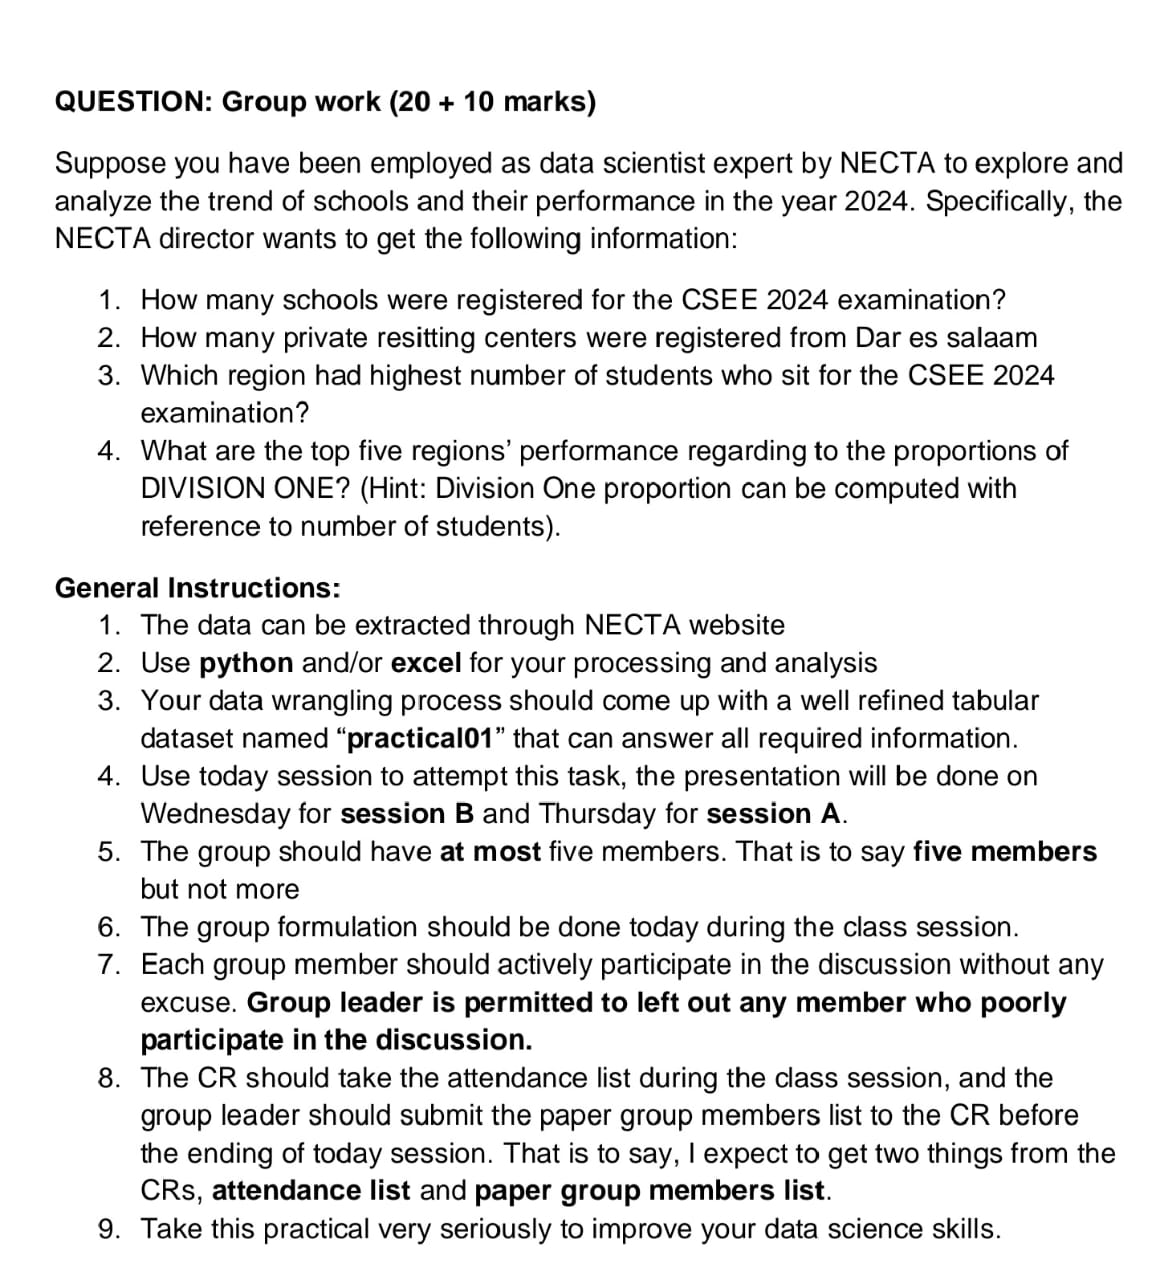 QUESTION: Group work (20 + 10 marks)
Suppose you have been employed as data scientist expert by NECTA to explore and
analyze the trend of schools and their performance in the year 2024. Specifically, the
NECTA director wants to get the following information:
1. How many schools were registered for the CSEE 2024 examination?
2. How many private resitting centers were registered from Dar es salaam
3. Which region had highest number of students who sit for the CSEE 2024
examination?
4. What are the top five regions’ performance regarding to the proportions of
DIVISION ONE? (Hint: Division One proportion can be computed with
reference to number of students).
General Instructions:
1. The data can be extracted through NECTA website
2. Use python and/or excel for your processing and analysis
3. Your data wrangling process should come up with a well refined tabular
dataset named “practical01” that can answer all required information.
4. Use today session to attempt this task, the presentation will be done on
Wednesday for session B and Thursday for session A.
5. The group should have at most five members. That is to say five members
but not more
6. The group formulation should be done today during the class session.
7. Each group member should actively participate in the discussion without any
excuse. Group leader is permitted to left out any member who poorly
participate in the discussion.
8. The CR should take the attendance list during the class session, and the
group leader should submit the paper group members list to the CR before
the ending of today session. That is to say, I expect to get two things from the
CRs, attendance list and paper group members list.
9. Take this practical very seriously to improve your data science skills.